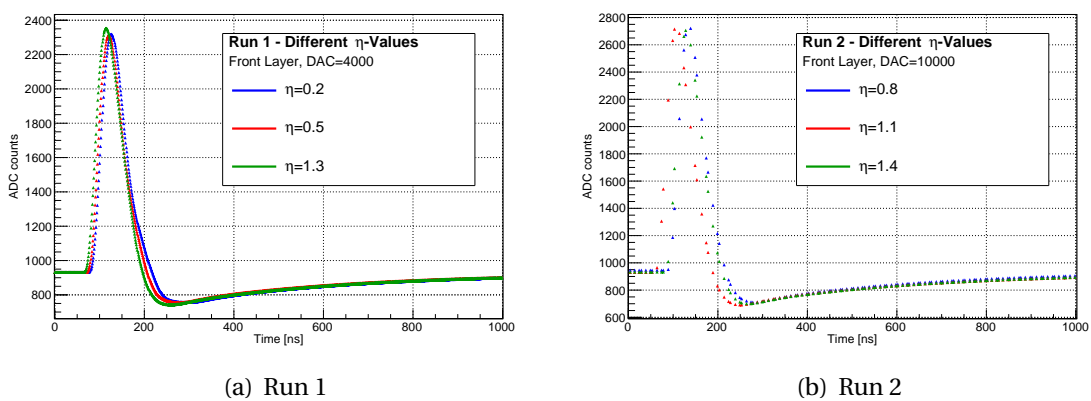 2400
2200
2000
1800
1600
1400
1200
1000
800
ADC counts
Run 1 - Different η-Values
Front Layer, DAC=4000
η=0.2
η=0.5
η=1.3
0 200 400 600 800 1000
Time [ns]
(a) Run 1
2800
2600
2400
2200
2000
1800
1600
1400
1200
1000
800
600
ADC counts
Run 2 - Different η-Values
Front Layer, DAC=10000
η=0.8
η=1.1
η=1.4
0 200 400 600 800 1000
Time [ns]
(b) Run 2